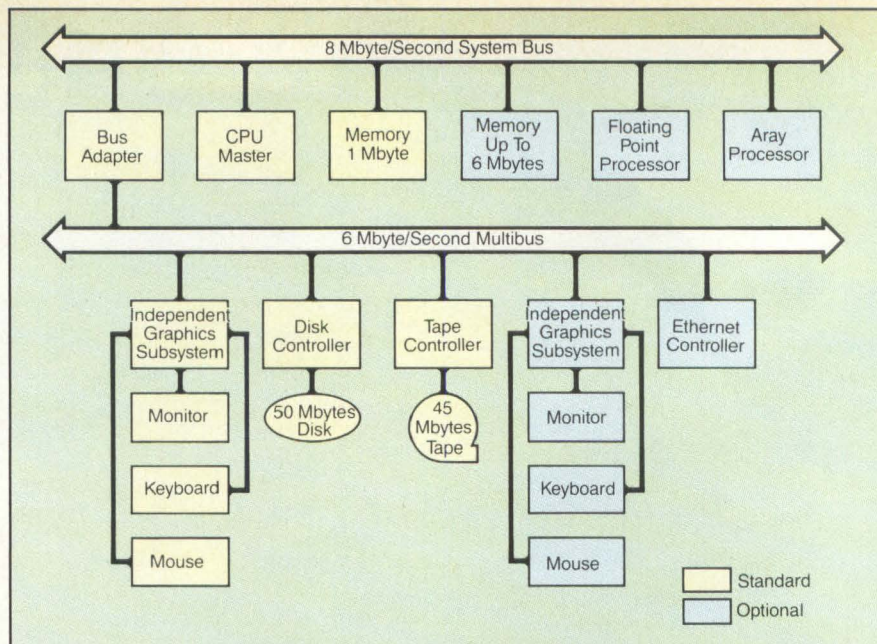 8 Mbyte/Second System Bus
Bus
Adapter
CPU
Master
Memory
1 Mbyte
Memory
Up To
6 Mbytes
Floating
Point
Processor
Aray
Processor
6 Mbyte/Second Multibus
Independent
Graphics
Subsystem
Disk
Controller
Tape
Controller
Independent
Graphics
Subsystem
Ethernet
Controller
Monitor
50 Mbytes
Disk
45
Mbytes
Tape
Monitor
Keyboard
Keyboard
Mouse
Mouse
Standard
Optional